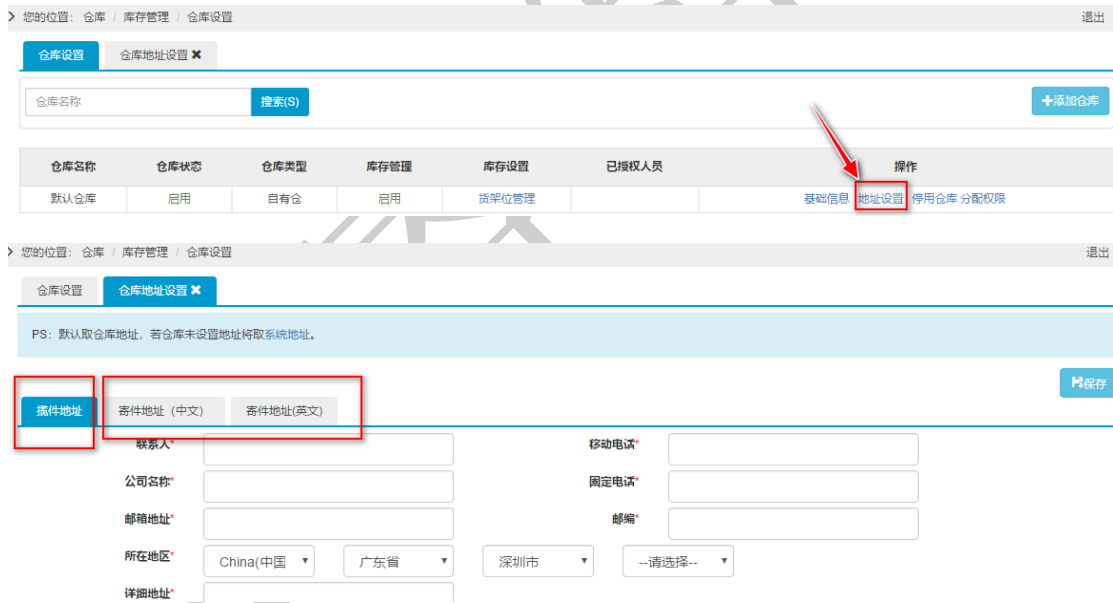 您的位置： 仓库 / 库存管理 / 仓库设置 退出
仓库设置 仓库地址设置 ✖
仓库名称 搜索(S) ✚添加仓库
仓库名称 仓库状态 仓库类型 库存管理 库存设置 已授权人员 操作
默认仓库 启用 自有仓 启用 货架位管理 基础信息 地址设置 停用仓库 分配权限
您的位置： 仓库 / 库存管理 / 仓库设置 退出
仓库设置 仓库地址设置 ✖
PS：默认取仓库地址，若仓库未设置地址将取系统地址。
保存
揽件地址 寄件地址（中文） 寄件地址(英文)
联系人* 移动电话*
公司名称* 固定电话*
邮箱地址* 邮编*
所在地区* China(中国 广东省 深圳市 --请选择--
详细地址*